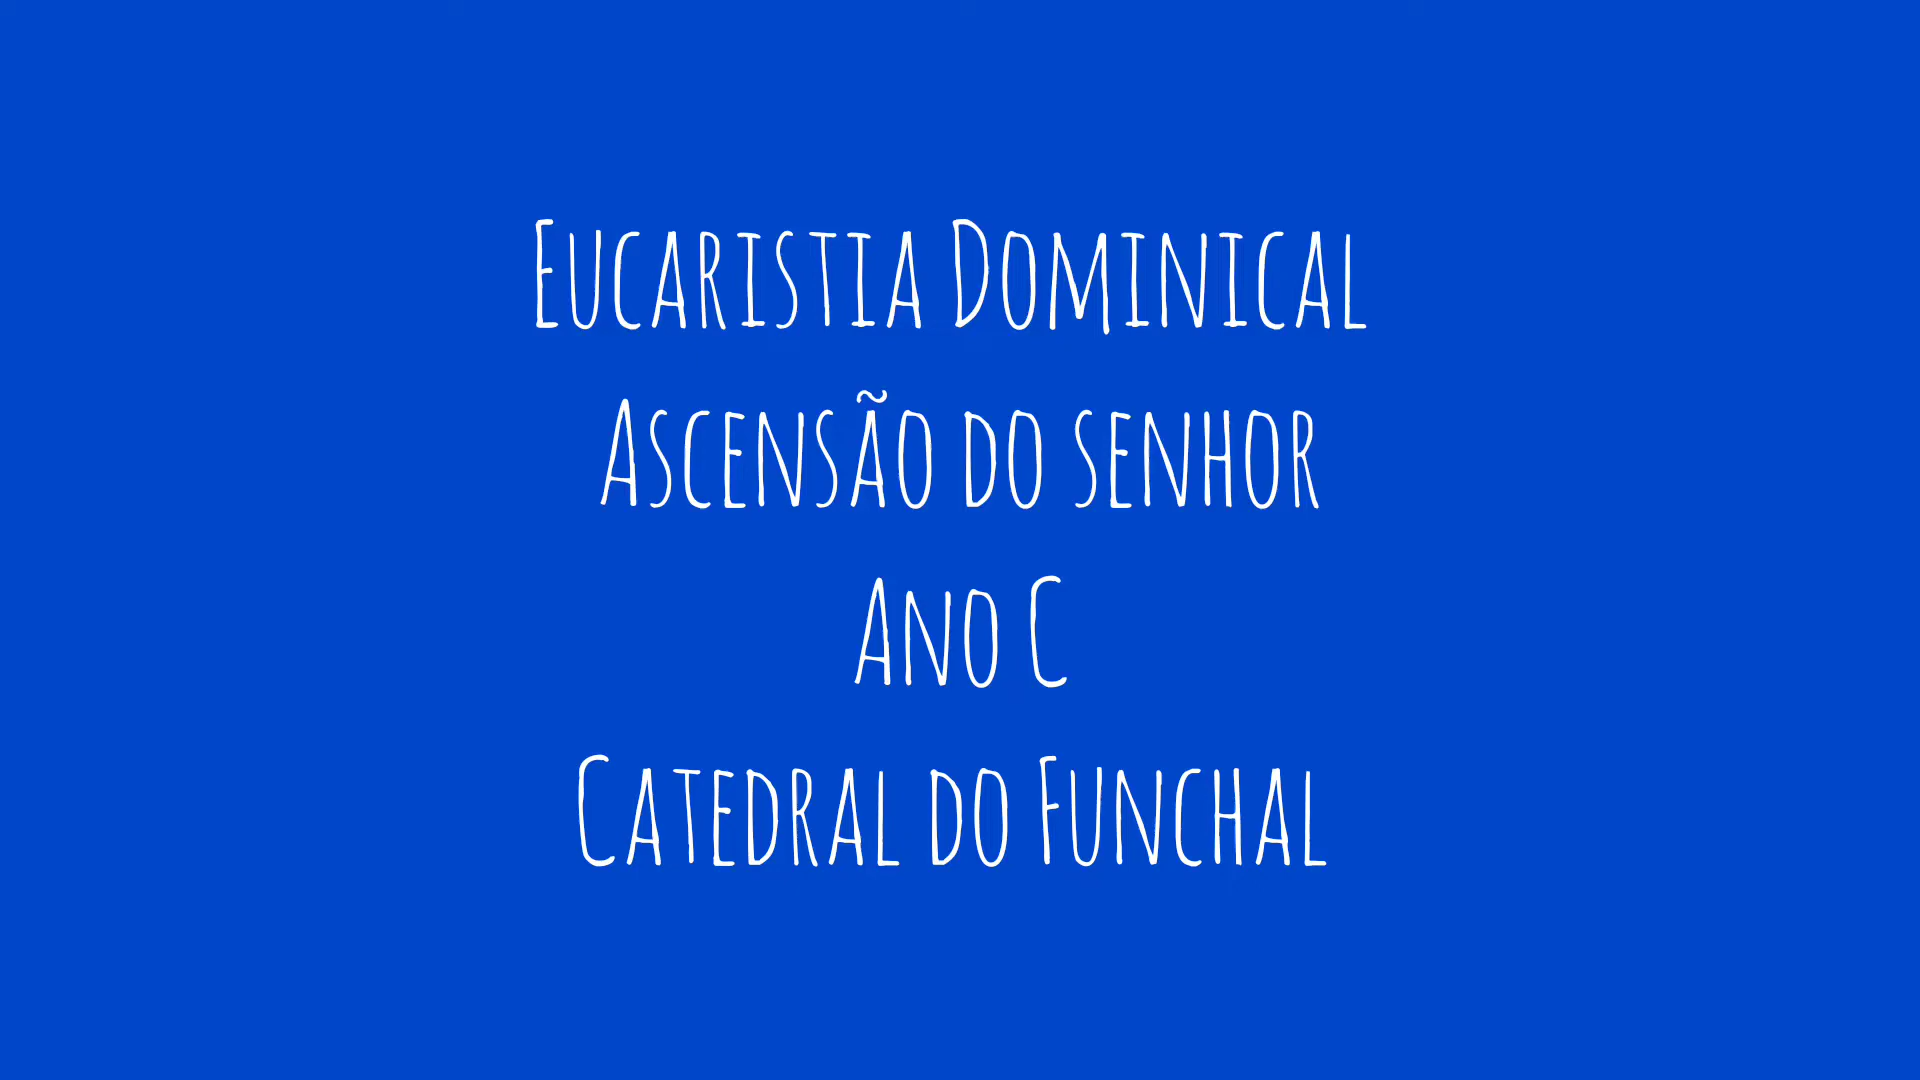 Eucaristia Dominical
Ascensão do senhor
Ano C
Catedral do Funchal